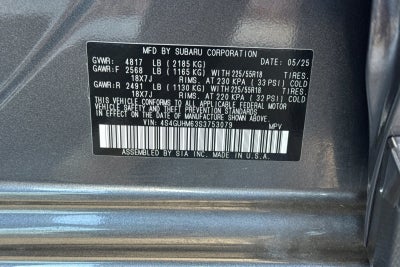 MFD BY SUBARU CORPORATION 05/25
GVWR: 4817 LB (2185 KG)
GAWR:F 2568 LB (1165 KG) WITH 225/55R18 TIRES.
18X7J RIMS. AT 230 KPA (33 PSI) COLD
GAWR:R 2491 LB (1130 KG) WITH 225/55R18 TIRES.
18X7J RIMS. AT 220 KPA (32 PSI) COLD
THIS VEHICLE CONFORMS TO ALL APPLICABLE FEDERAL MOTOR
VEHICLE SAFETY AND THEFT PREVENTION STANDARDS IN EFFECT
ON THE DATE OF MANUFACTURE SHOWN ABOVE.
VIN: 4S4GUHM63S3753079 MPV
ASSEMBLED BY SIA INC. MADE IN U.S.A.